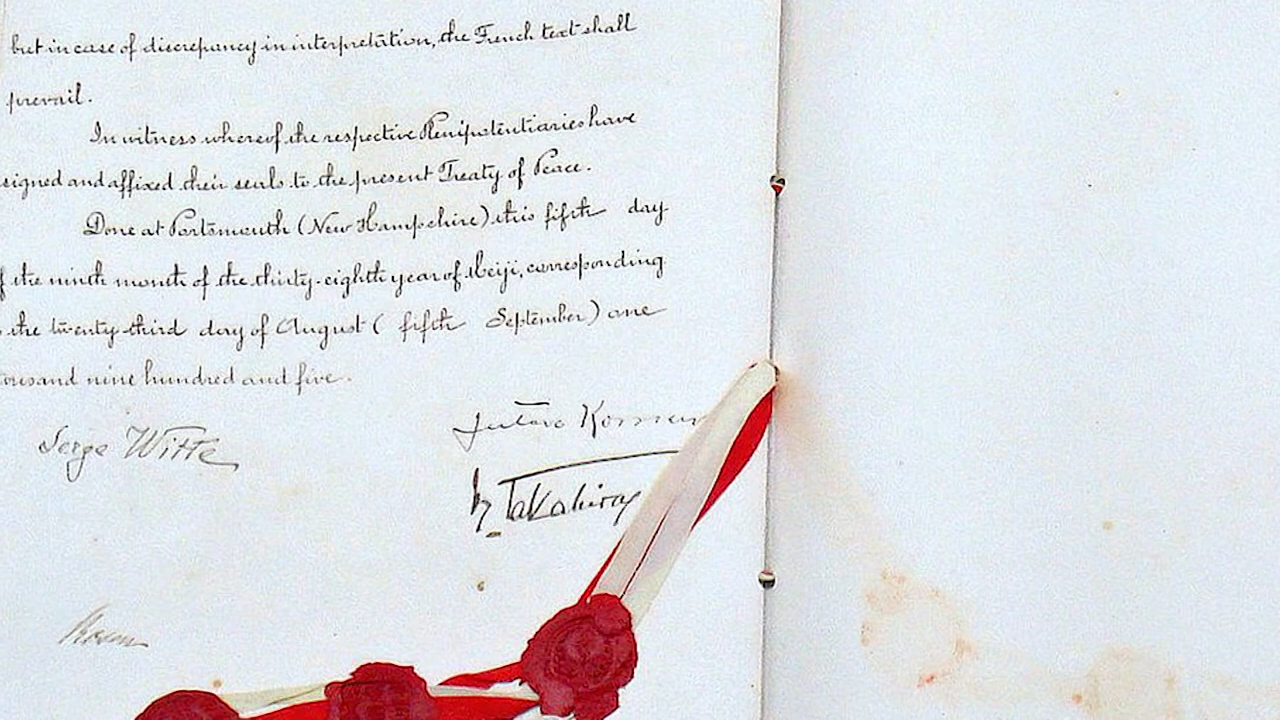 but in case of discrepancy in interpretation, the French text shall
prevail.
In witness whereof the respective Plenipotentiaries have
signed and affixed their seals to the present Treaty of Peace.
Done at Portsmouth (New Hampshire) this fifth day
of the ninth month of the thirty-eighth year of Meiji, corresponding
the twenty-third day of August ( fifth September) one
thousand nine hundred and five.
Serge Witte
Jutaro Komura
K. Takahira
Rosen